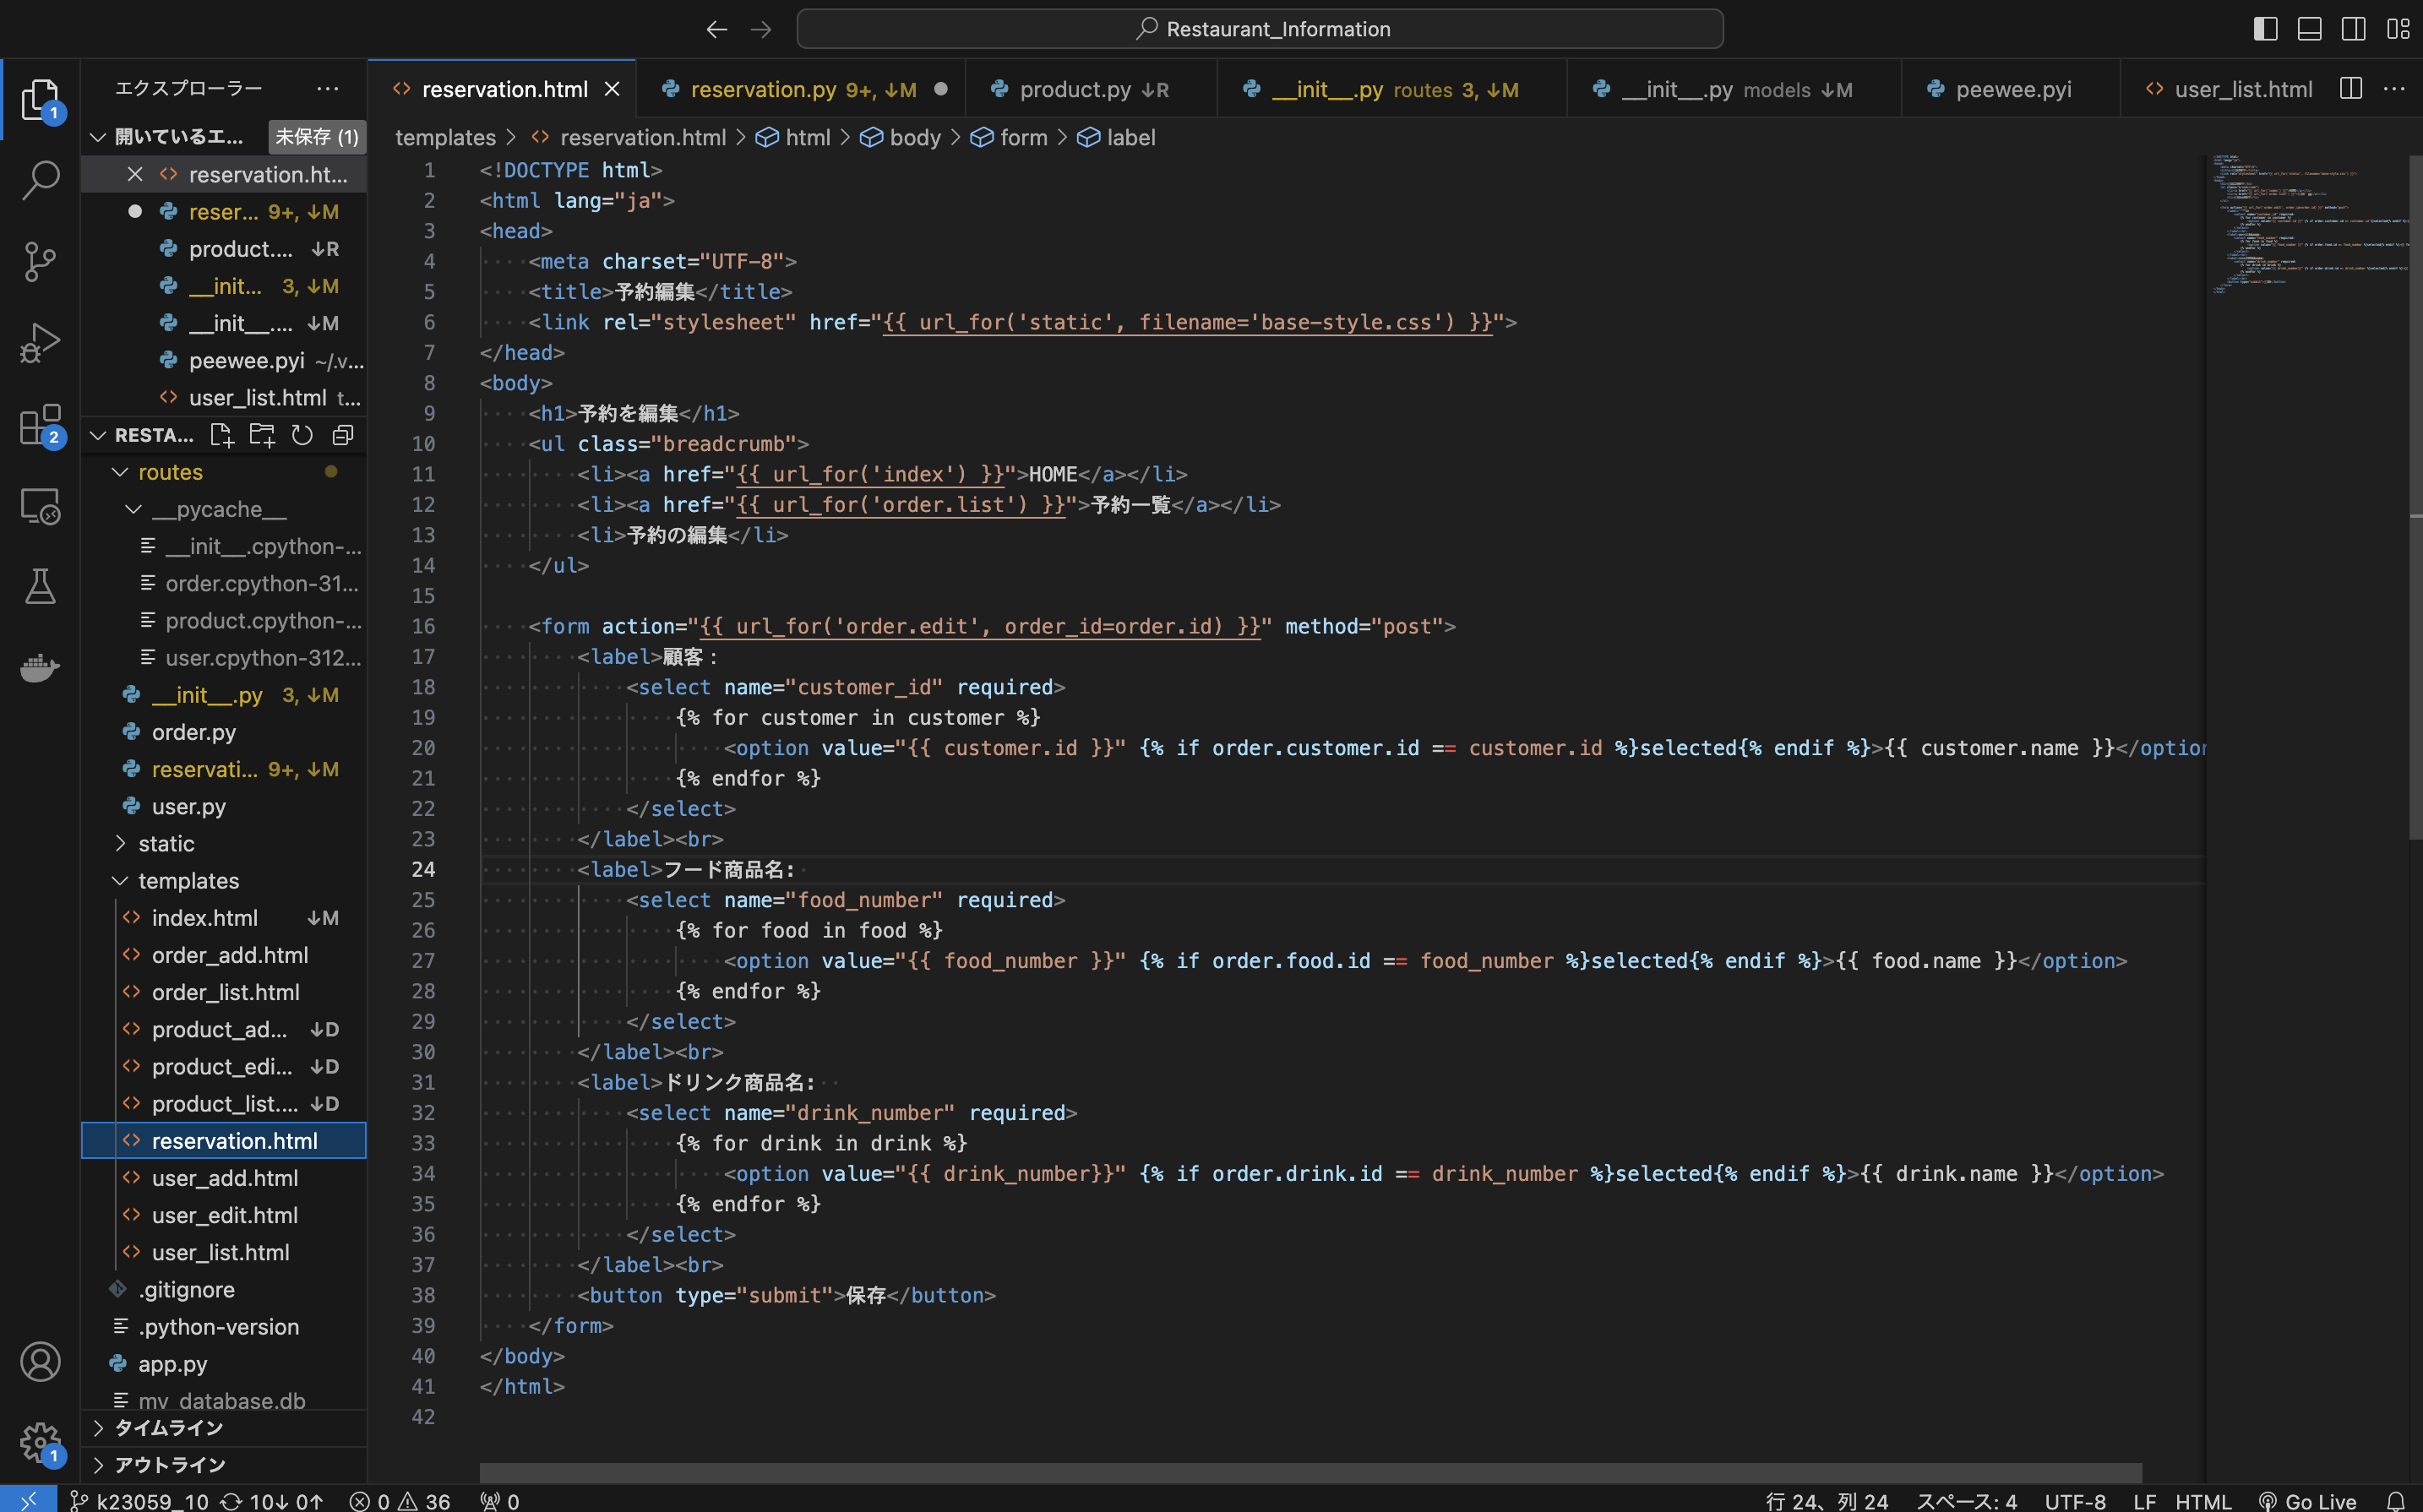 Restaurant_Information
エクスプローラー
reservation.html
reservation.py 9+, ↓M
product.py ↓R
__init__.py routes 3, ↓M
__init__.py models ↓M
peewee.pyi
user_list.html
1
開いているエ... 未保存 (1)
reservation.ht...
reser... 9+, ↓M
product.... ↓R
__init... 3, ↓M
__init__.... ↓M
peewee.pyi ~/.v...
user_list.html t...
2
RESTA...
routes
__pycache__
__init__.cpython-...
order.cpython-31...
product.cpython-...
user.cpython-312...
__init__.py 3, ↓M
order.py
reservati... 9+, ↓M
user.py
static
templates
index.html ↓M
order_add.html
order_list.html
product_ad... ↓D
product_edi... ↓D
product_list.... ↓D
reservation.html
user_add.html
user_edit.html
user_list.html
.gitignore
.python-version
app.py
my_database.db
タイムライン
アウトライン
1
templates > reservation.html > html > body > form > label
1 <!DOCTYPE html>
2 <html lang="ja">
3 <head>
4 <meta charset="UTF-8">
5 <title>予約編集</title>
6 <link rel="stylesheet" href="{{ url_for('static', filename='base-style.css') }}">
7 </head>
8 <body>
9 <h1>予約を編集</h1>
10 <ul class="breadcrumb">
11 <li><a href="{{ url_for('index') }}">HOME</a></li>
12 <li><a href="{{ url_for('order.list') }}">予約一覧</a></li>
13 <li>予約の編集</li>
14 </ul>
15
16 <form action="{{ url_for('order.edit', order_id=order.id) }}" method="post">
17 <label>顧客：
18 <select name="customer_id" required>
19 {% for customer in customer %}
20 <option value="{{ customer.id }}" {% if order.customer.id == customer.id %}selected{% endif %}>{{ customer.name }}</option
21 {% endfor %}
22 </select>
23 </label><br>
24 <label>フード商品名:
25 <select name="food_number" required>
26 {% for food in food %}
27 <option value="{{ food_number }}" {% if order.food.id == food_number %}selected{% endif %}>{{ food.name }}</option>
28 {% endfor %}
29 </select>
30 </label><br>
31 <label>ドリンク商品名:
32 <select name="drink_number" required>
33 {% for drink in drink %}
34 <option value="{{ drink_number}}" {% if order.drink.id == drink_number %}selected{% endif %}>{{ drink.name }}</option>
35 {% endfor %}
36 </select>
37 </label><br>
38 <button type="submit">保存</button>
39 </form>
40 </body>
41 </html>
42
k23059_10 10↓ 0↑ 0 36 0
行 24、列 24 スペース: 4 UTF-8 LF HTML Go Live